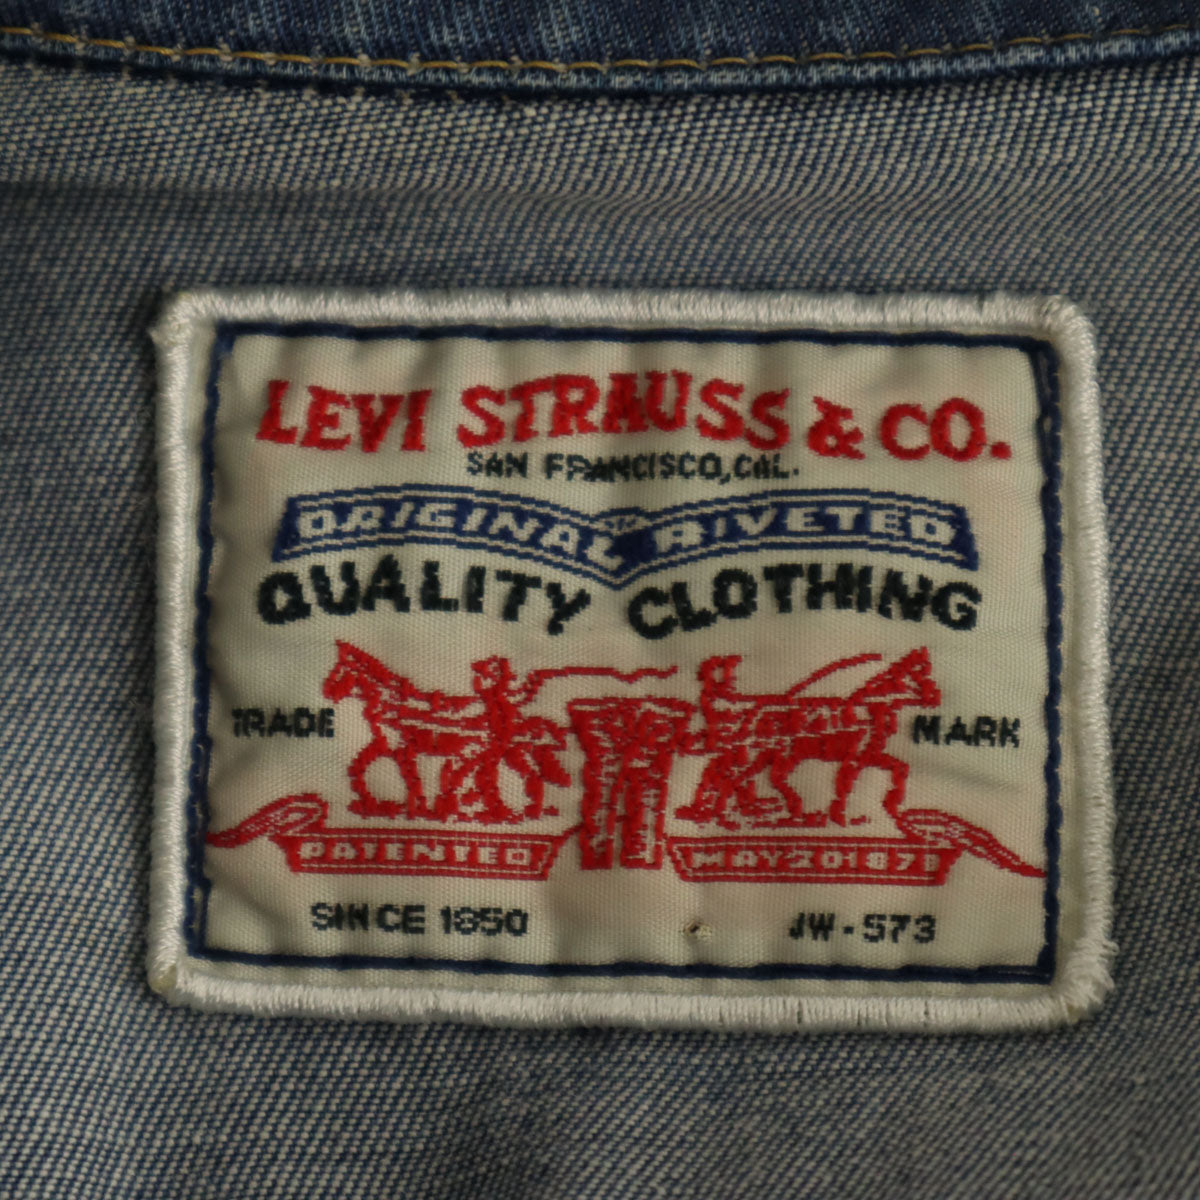 LEVI STRAUSS & CO.
SAN FRANCISCO, CAL.
ORIGINAL RIVETED
QUALITY CLOTHING
TRADE MARK
PATENTED MAY 20 1873
SINCE 1850 JW-573